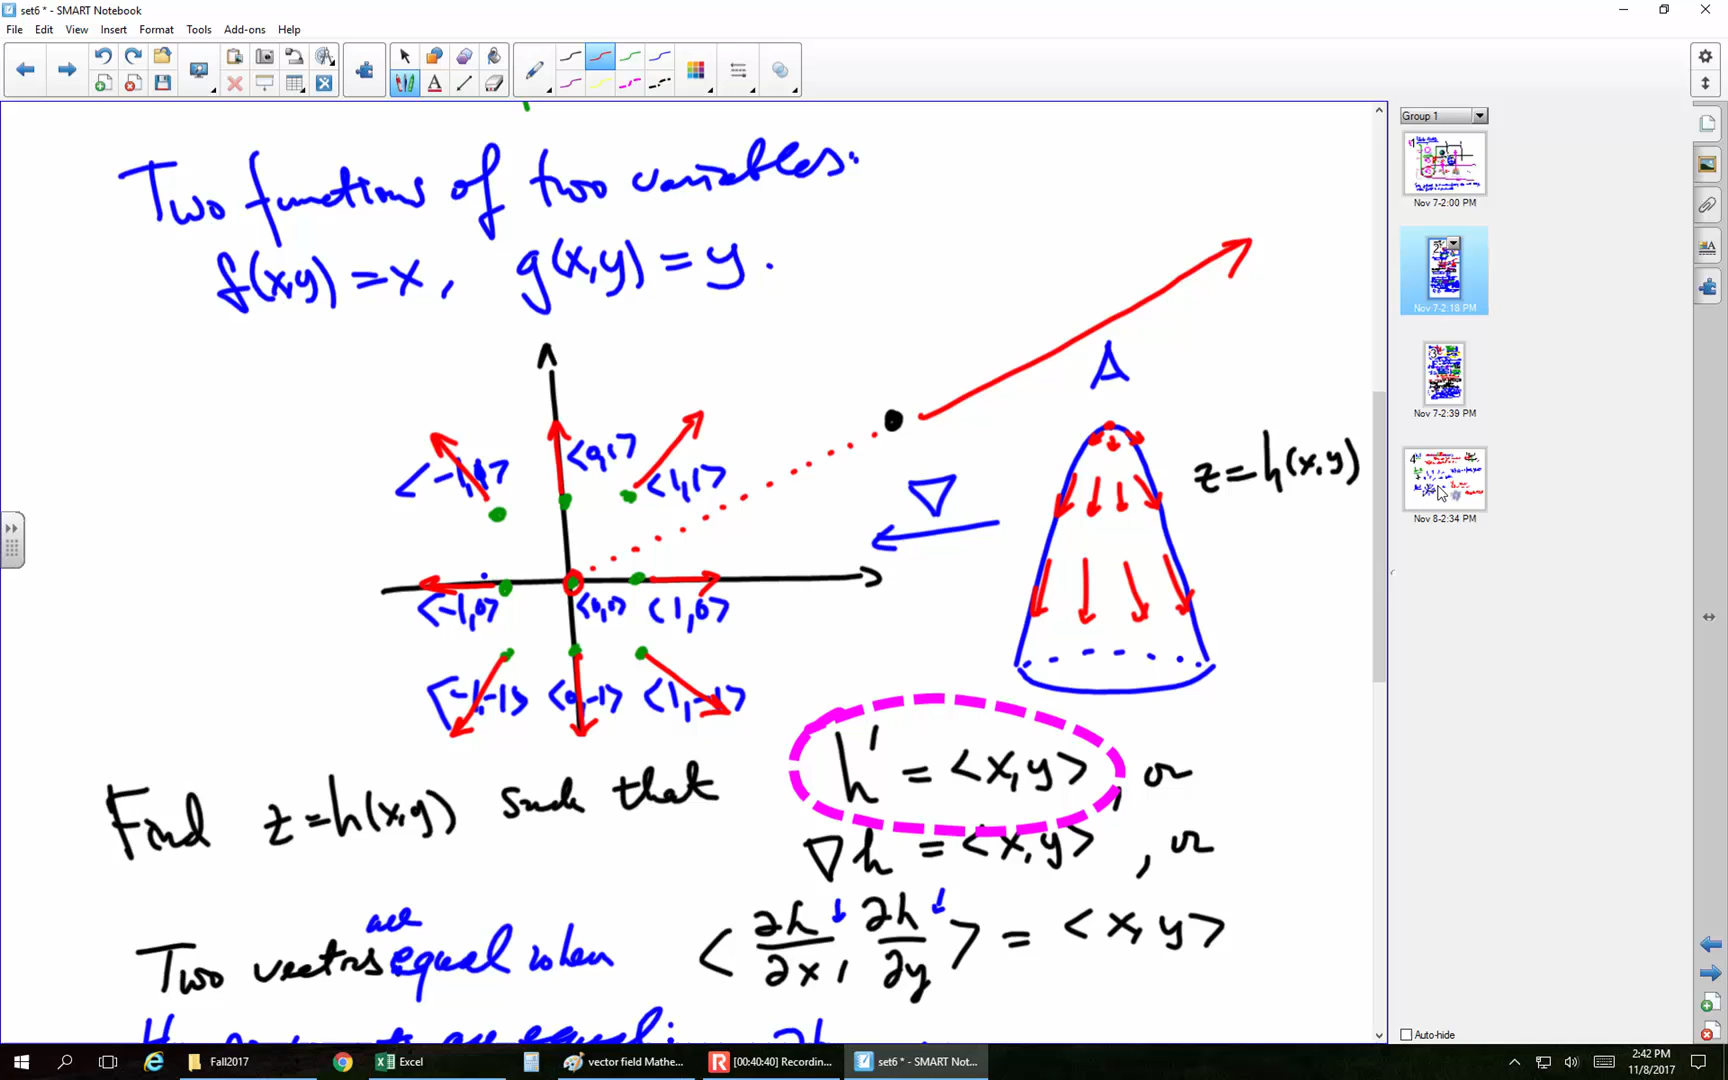 set6 * - SMART Notebook
File Edit View Insert Format Tools Add-ons Help
Two functions of two variables:
f(x,y) = x, g(x,y) = y.
<0,1>
<1,1>
z = h(x,y)
∇
<-1,0>
<0,0>
<1,0>
<-1,-1>
<0,-1>
<1,-1>
Find z = h(x,y) such that
h' = <x,y>, or
∇h = <x,y>, or
Two vectors are equal when
<∂h/∂x, ∂h/∂y> = <x,y>
Group 1
Nov 7-2:00 PM
Nov 7-2:18 PM
Nov 7-2:39 PM
Nov 8-2:34 PM
Auto-hide
Fall2017
Excel
vector field Mathe...
[00:40:40] Recordin...
set6 * - SMART Not...
2:42 PM
11/8/2017